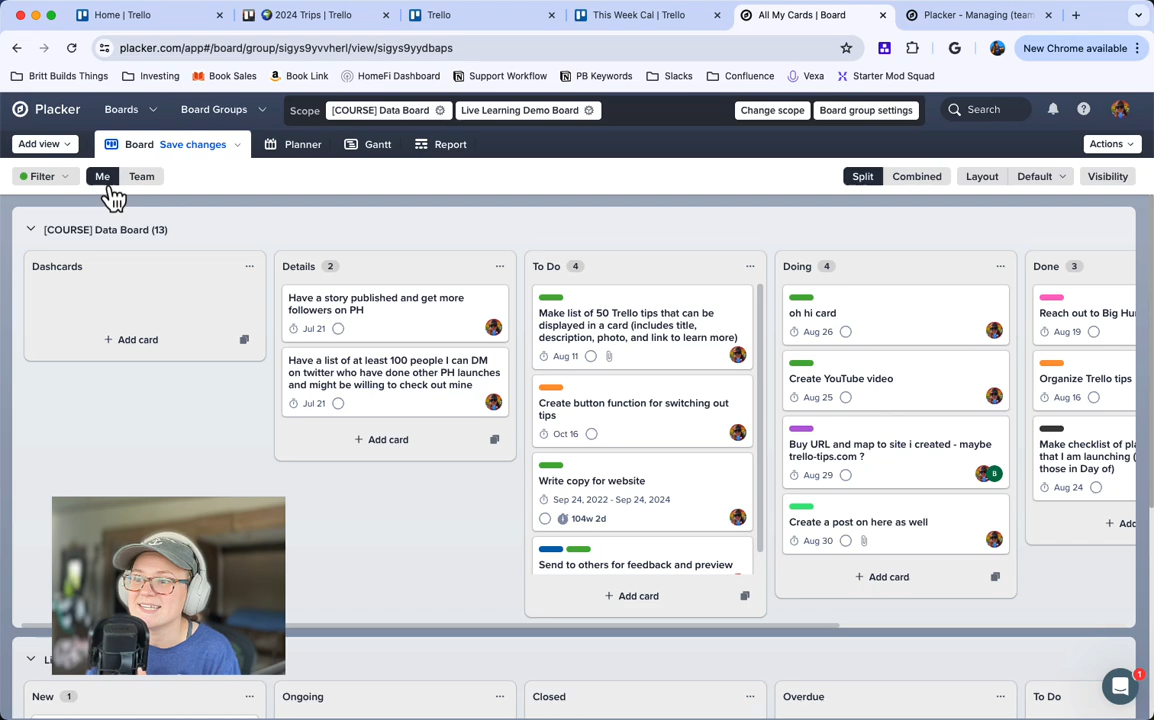 Home | Trello
2024 Trips | Trello
Trello
This Week Cal | Trello
All My Cards | Board
Placker - Managing (team
placker.com/app#/board/group/sigys9yvvherl/view/sigys9yydbaps
New Chrome available
Britt Builds Things
Investing
Book Sales
Book Link
HomeFi Dashboard
Support Workflow
PB Keywords
Slacks
Confluence
Vexa
Starter Mod Squad
Placker
Boards
Board Groups
Scope
[COURSE] Data Board
Live Learning Demo Board
Change scope
Board group settings
Search
Add view
Board
Save changes
Planner
Gantt
Report
Actions
Filter
Me
Team
Split
Combined
Layout
Default
Visibility
[COURSE] Data Board (13)
Dashcards
+ Add card
Details 2
Have a story published and get more
followers on PH
Jul 21
Have a list of at least 100 people I can DM
on twitter who have done other PH launches
and might be willing to check out mine
Jul 21
+ Add card
To Do 4
Make list of 50 Trello tips that can be
displayed in a card (includes title,
description, photo, and link to learn more)
Aug 11
Create button function for switching out
tips
Oct 16
Write copy for website
Sep 24, 2022 - Sep 24, 2024
104w 2d
Send to others for feedback and preview
+ Add card
Doing 4
oh hi card
Aug 26
Create YouTube video
Aug 25
Buy URL and map to site i created - maybe
trello-tips.com ?
Aug 29
B
Create a post on here as well
Aug 30
+ Add card
Done 3
Reach out to Big Hu
Aug 19
Organize Trello tips
Aug 16
Make checklist of pl
that I am launching (
those in Day of)
Aug 24
+ Add
Li
New 1
Ongoing
Closed
Overdue
To Do
1